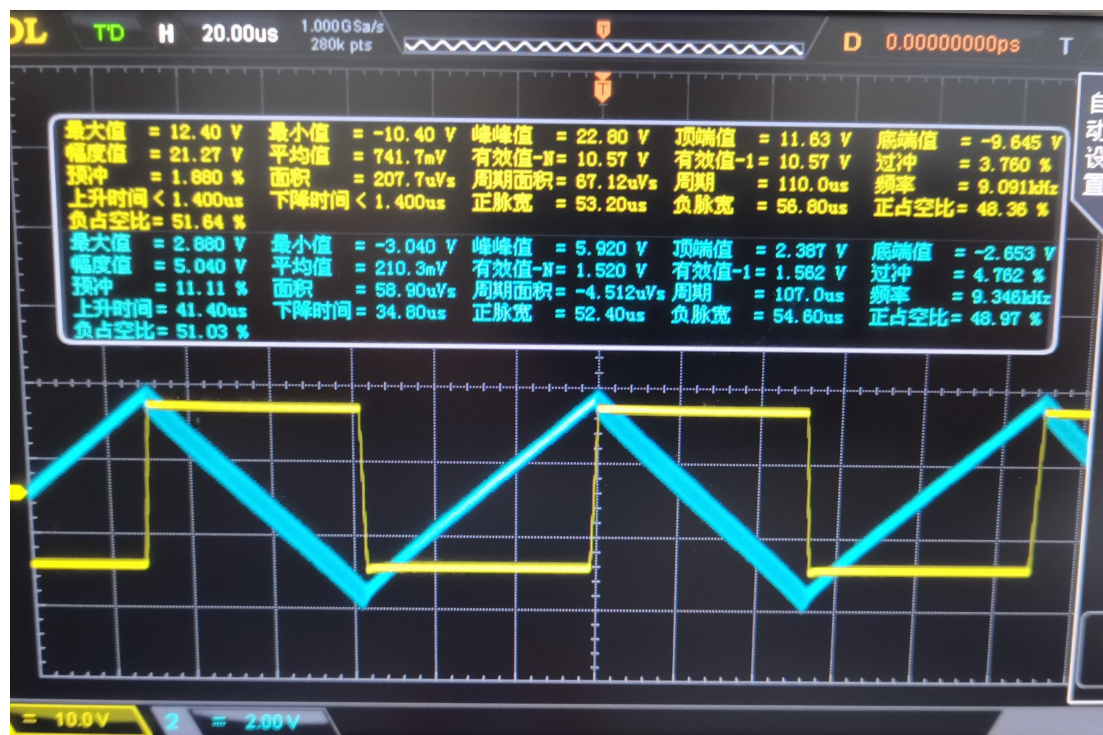 OL T'D H 20.00us 1.000GSa/s 280k pts D 0.00000000ps T
T
T
自动设置
最大值 = 12.40 V 最小值 = -10.40 V 峰峰值 = 22.80 V 顶端值 = 11.63 V 底端值 = -9.645 V
幅度值 = 21.27 V 平均值 = 741.7mV 有效值-N= 10.57 V 有效值-1= 10.57 V 过冲 = 3.760 %
预冲 = 1.880 % 面积 = 207.7uVs 周期面积= 67.12uVs 周期 = 110.0us 频率 = 9.091kHz
上升时间< 1.400us 下降时间< 1.400us 正脉宽 = 53.20us 负脉宽 = 56.80us 正占空比= 48.36 %
负占空比= 51.64 %
最大值 = 2.880 V 最小值 = -3.040 V 峰峰值 = 5.920 V 顶端值 = 2.387 V 底端值 = -2.653 V
幅度值 = 5.040 V 平均值 = 210.3mV 有效值-N= 1.520 V 有效值-1= 1.562 V 过冲 = 4.762 %
预冲 = 11.11 % 面积 = 58.90uVs 周期面积= -4.512uVs 周期 = 107.0us 频率 = 9.346kHz
上升时间= 41.40us 下降时间= 34.80us 正脉宽 = 52.40us 负脉宽 = 54.60us 正占空比= 48.97 %
负占空比= 51.03 %
= 10.0V 2 = 2.00V